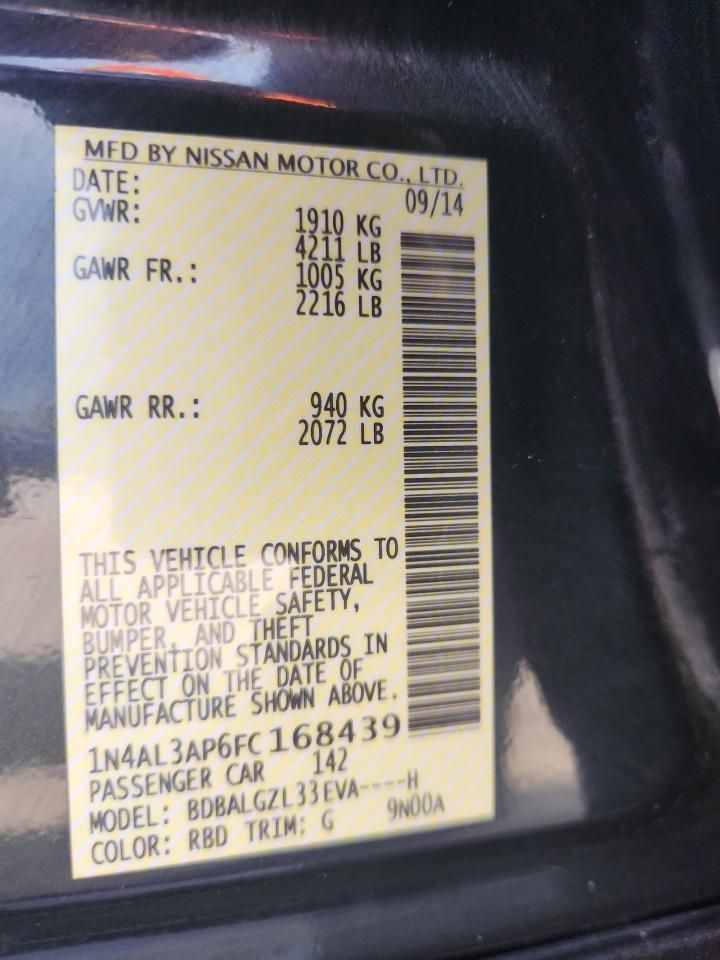 MFD BY NISSAN MOTOR CO., LTD.
DATE: 09/14
GVWR: 1910 KG
4211 LB
GAWR FR.: 1005 KG
2216 LB
GAWR RR.: 940 KG
2072 LB
THIS VEHICLE CONFORMS TO
ALL APPLICABLE FEDERAL
MOTOR VEHICLE SAFETY,
BUMPER, AND THEFT
PREVENTION STANDARDS IN
EFFECT ON THE DATE OF
MANUFACTURE SHOWN ABOVE.
1N4AL3AP6FC168439
PASSENGER CAR 142
MODEL: BDBALGZL33EVA----H
COLOR: RBD TRIM: G 9N00A